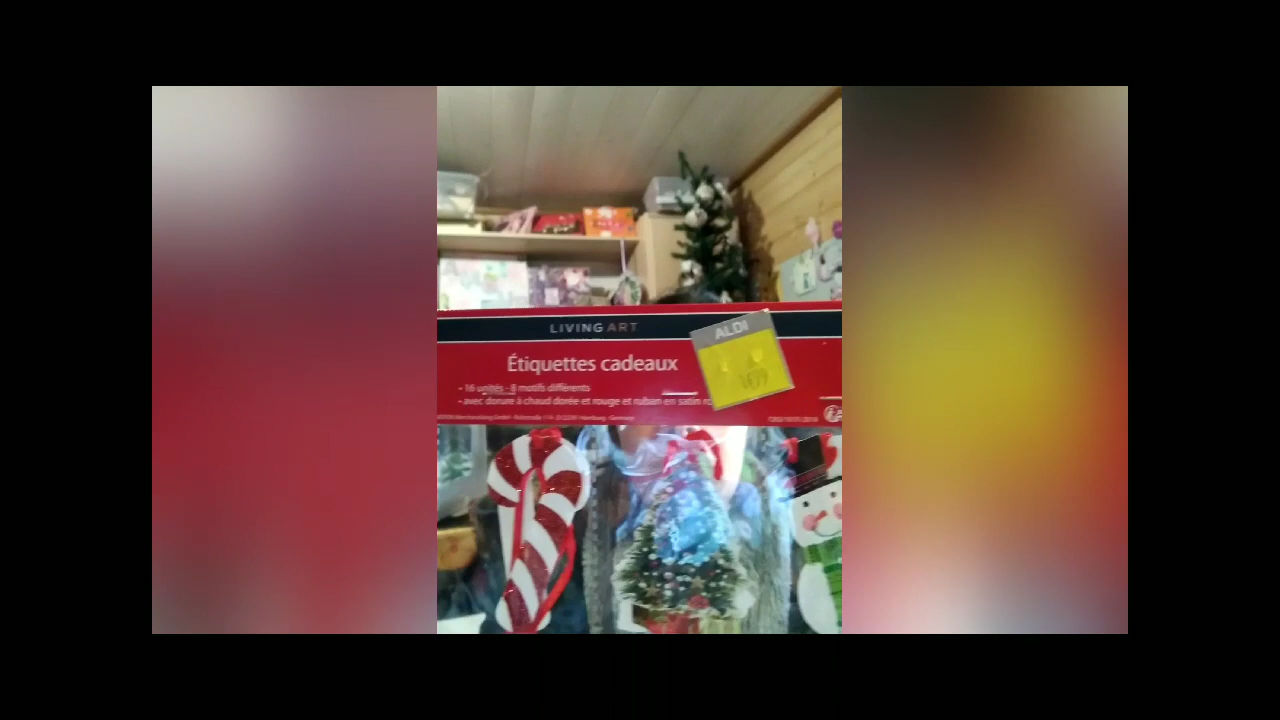 LIVING ART
ALDI
Étiquettes cadeaux
• 16 unités - 8 motifs différents
• avec dorure à chaud dorée et rouge et ruban en satin